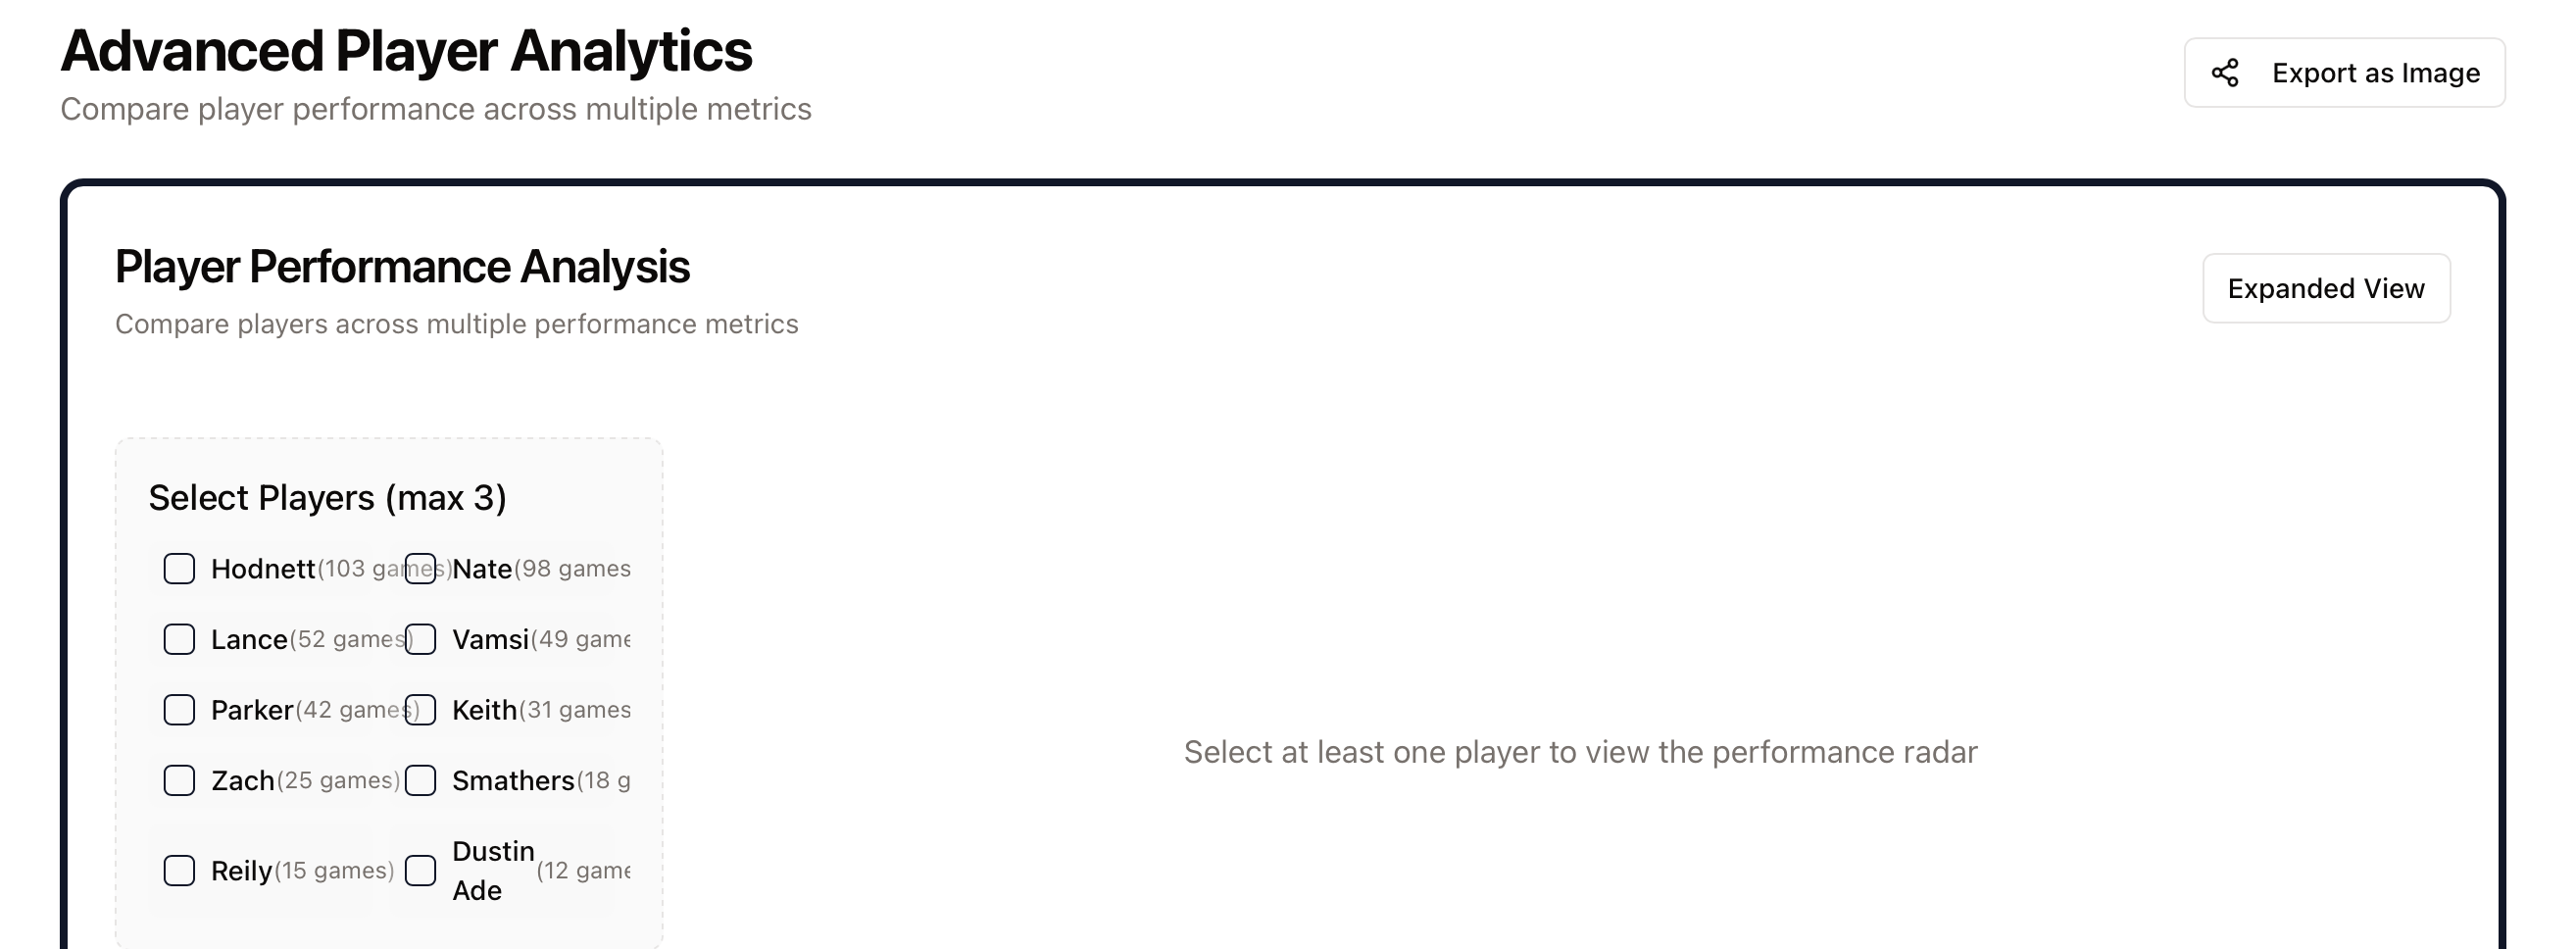 Advanced Player Analytics
Export as Image
Compare player performance across multiple metrics
Player Performance Analysis
Expanded View
Compare players across multiple performance metrics
Select Players (max 3)
Hodnett(103 games) Nate(98 games
Lance(52 games) Vamsi(49 game
Parker(42 games) Keith(31 games
Select at least one player to view the performance radar
Zach(25 games) Smathers(18 g
Reily(15 games) Dustin Ade (12 game